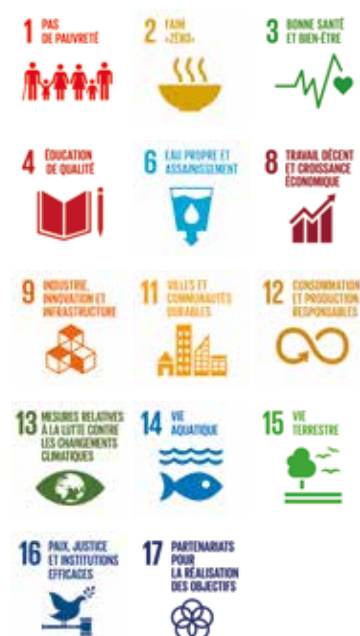 1 PAS
DE PAUVRETÉ
2 FAIM
«ZÉRO»
3 BONNE SANTÉ
ET BIEN-ÊTRE
4 ÉDUCATION
DE QUALITÉ
6 EAU PROPRE ET
ASSAINISSEMENT
8 TRAVAIL DÉCENT
ET CROISSANCE
ÉCONOMIQUE
9 INDUSTRIE,
INNOVATION ET
INFRASTRUCTURE
11 VILLES ET
COMMUNAUTÉS
DURABLES
12 CONSOMMATION
ET PRODUCTION
RESPONSABLES
13 MESURES RELATIVES
À LA LUTTE CONTRE
LES CHANGEMENTS
CLIMATIQUES
14 VIE
AQUATIQUE
15 VIE
TERRESTRE
16 PAIX, JUSTICE
ET INSTITUTIONS
EFFICACES
17 PARTENARIATS
POUR
LA RÉALISATION
DES OBJECTIFS